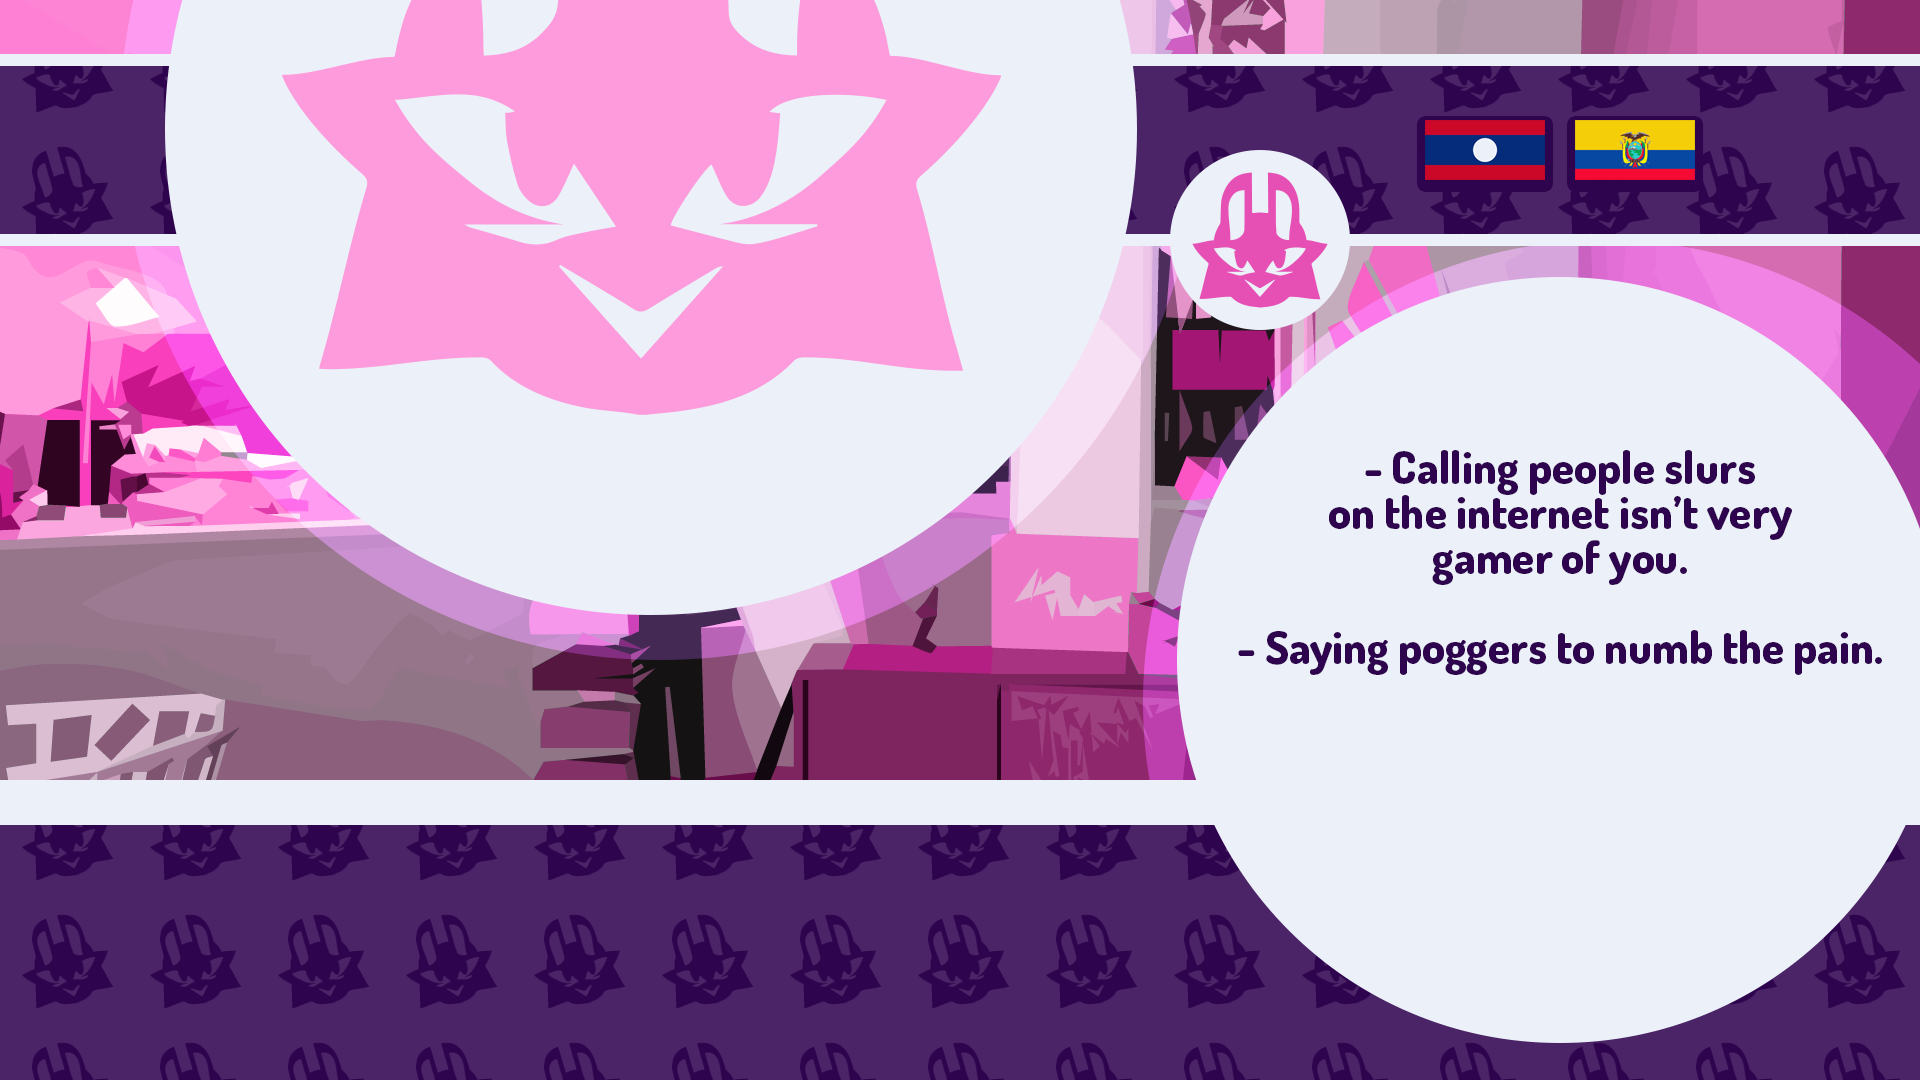 - Calling people slurs
on the internet isn't very
gamer of you.
- Saying poggers to numb the pain.